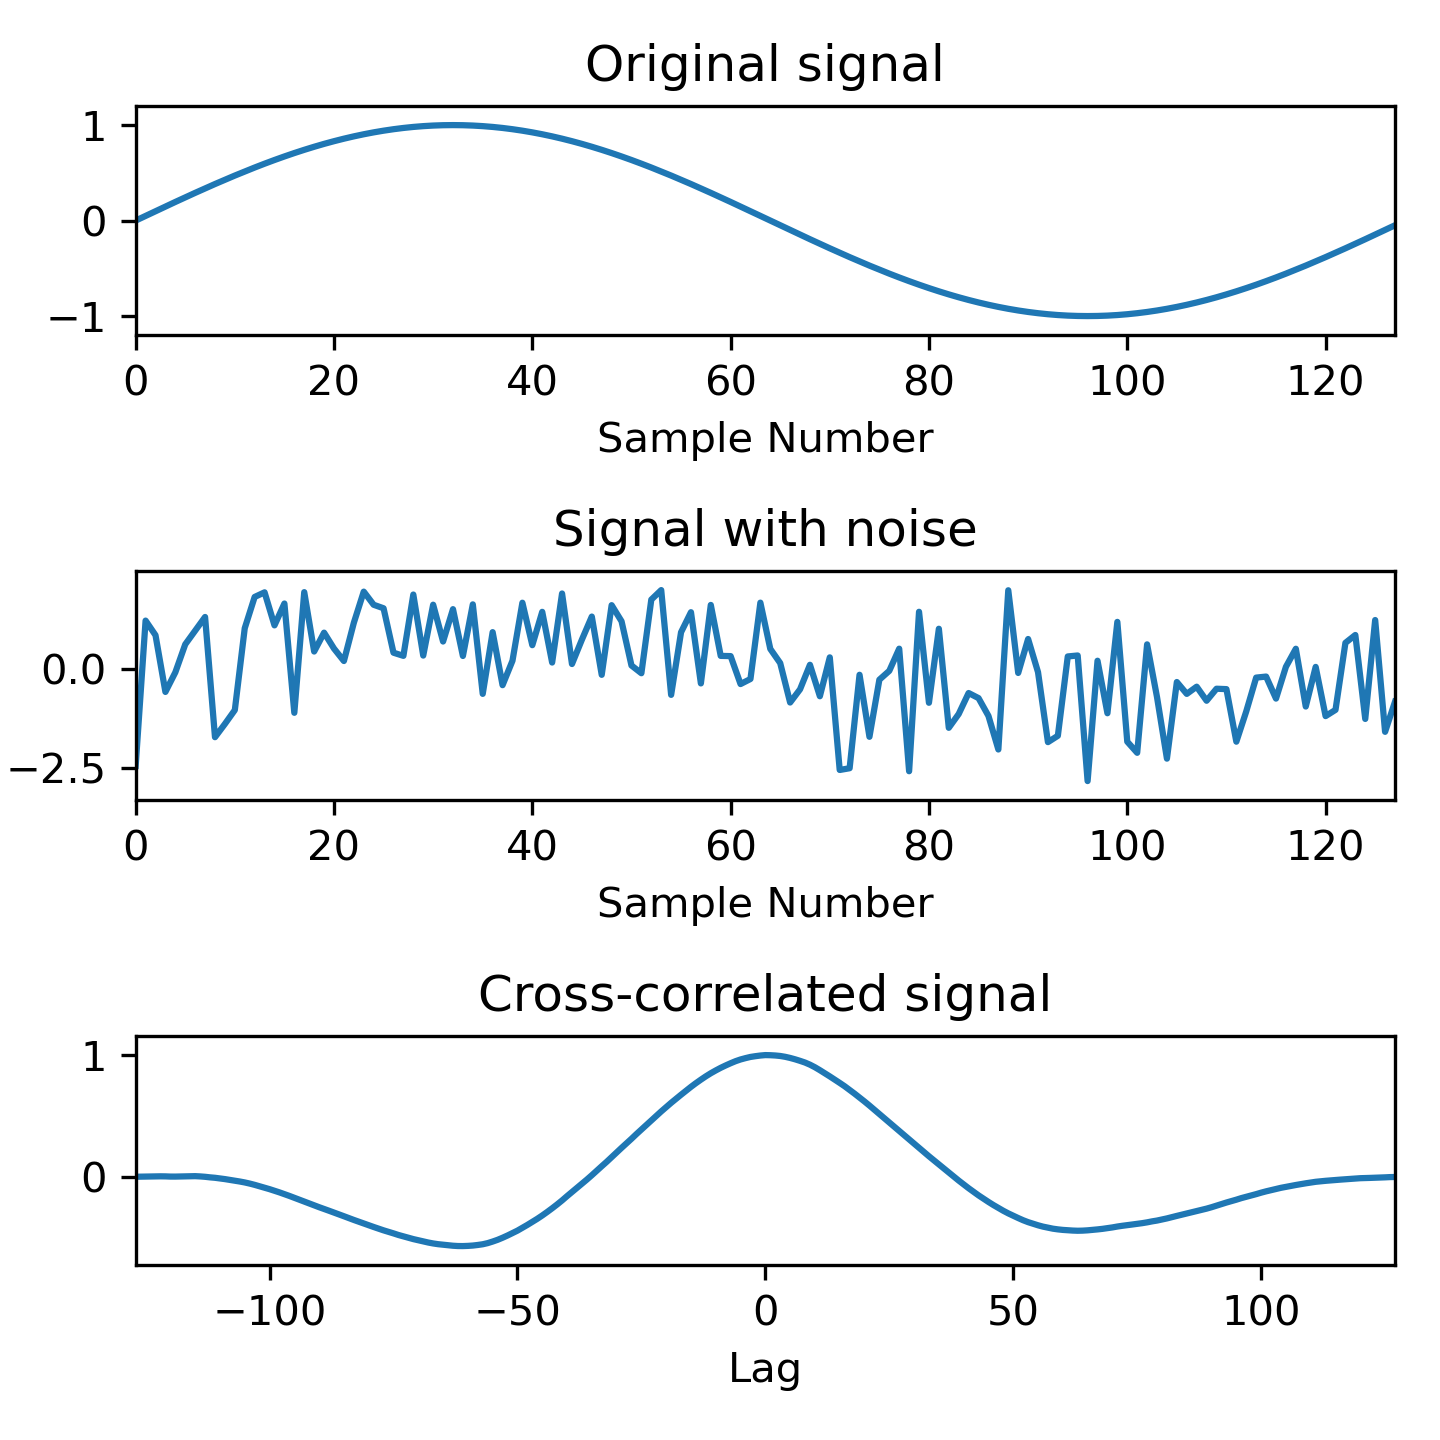 Original signal
1
0
−1
0 20 40 60 80 100 120
Sample Number
Signal with noise
0.0
−2.5
0 20 40 60 80 100 120
Sample Number
Cross-correlated signal
1
0
−100 −50 0 50 100
Lag